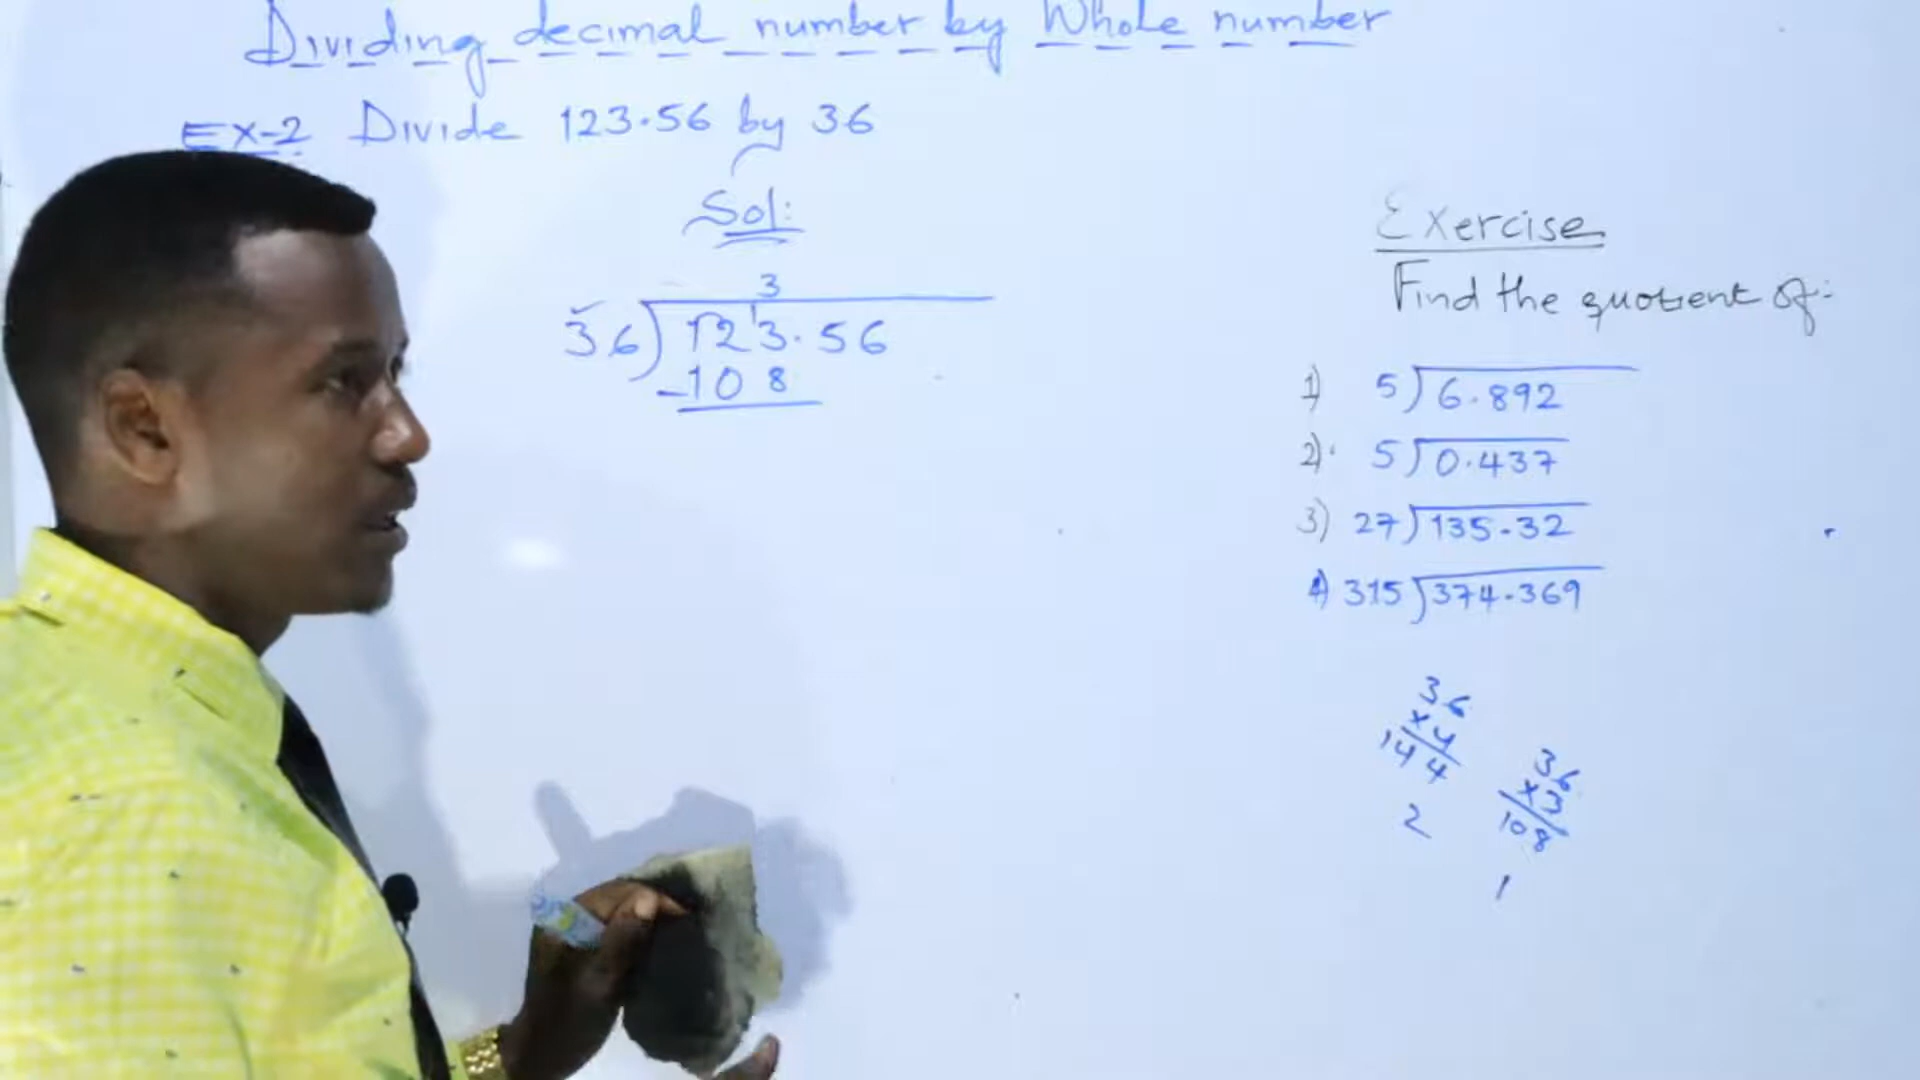 Dividing decimal number by Whole number
EX-2 Divide 123.56 by 36
Sol:
3
36)123.56
-108
Exercise
Find the quotient of:-
1) 5)6.892
2) 5)0.437
3) 27)135.32
4) 315)374.369
36
x4
144
2
36
x3
108
1